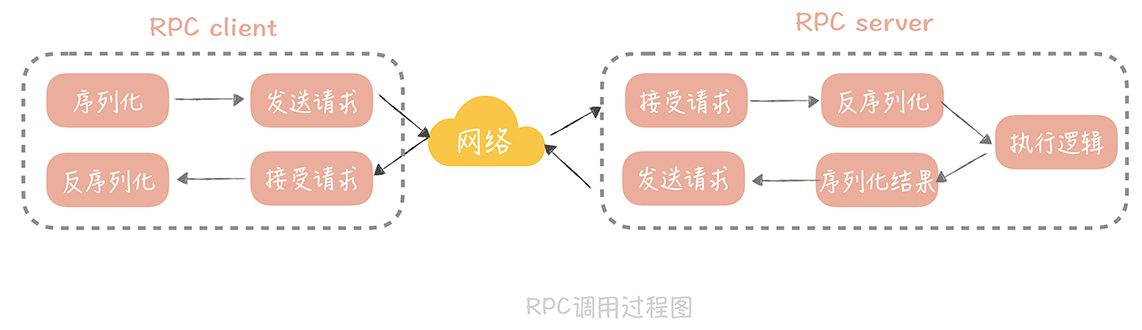 RPC client
RPC server
序列化
发送请求
网络
接受请求
反序列化
执行逻辑
反序列化
接受请求
发送请求
序列化结果
RPC调用过程图